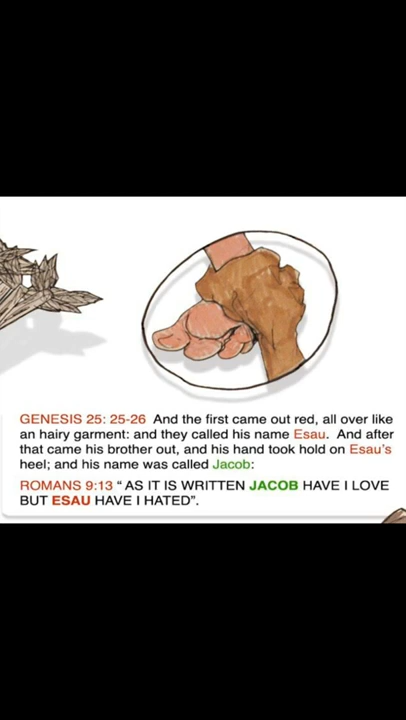 GENESIS 25: 25-26 And the first came out red, all over like
an hairy garment: and they called his name Esau. And after
that came his brother out, and his hand took hold on Esau's
heel; and his name was called Jacob:
ROMANS 9:13 “ AS IT IS WRITTEN JACOB HAVE I LOVE
BUT ESAU HAVE I HATED”.